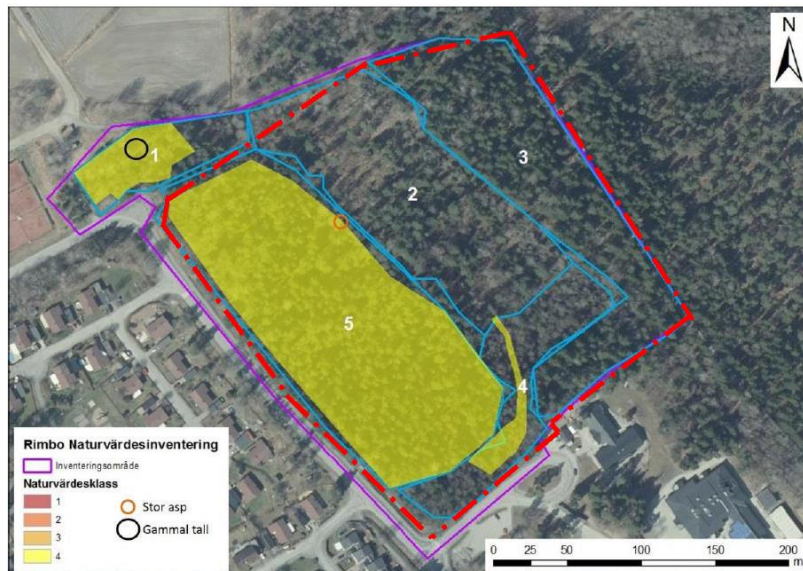 N
1
3
2
5
4
Rimbo Naturvärdesinventering
Inventeringsområde
Naturvärdesklass
1
2
3
4
Stor asp
Gammal tall
0 25 50 100 150 200
m